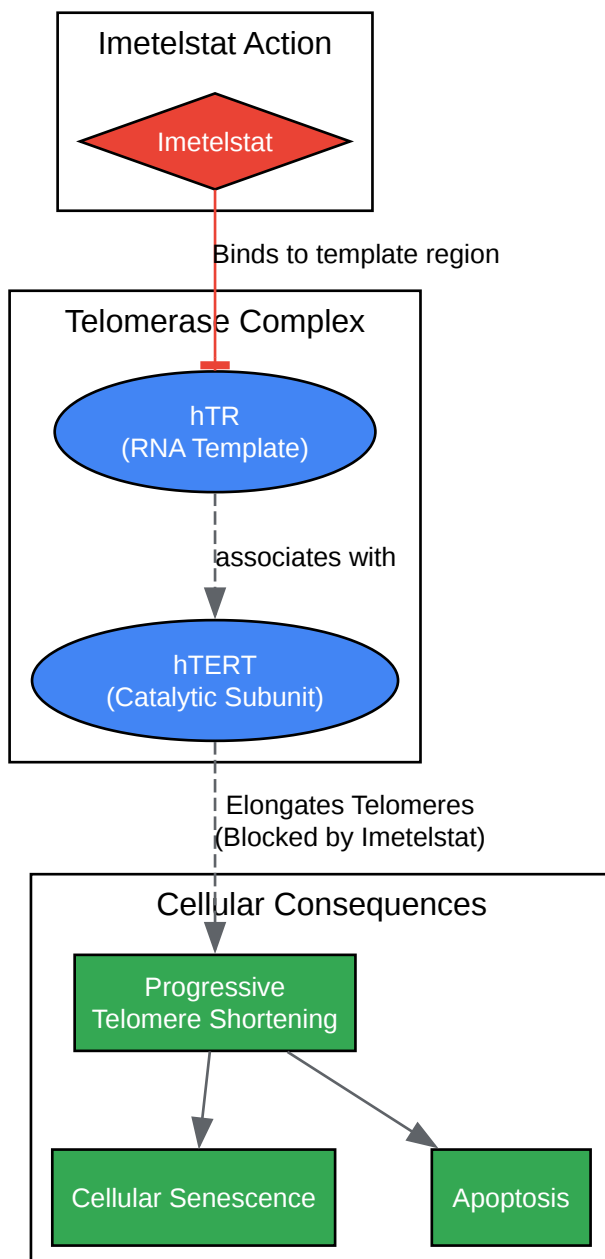 Imetelstat Action
Imetelstat
Binds to template region
Telomerase Complex
hTR
(RNA Template)
associates with
hTERT
(Catalytic Subunit)
Elongates Telomeres
(Blocked by Imetelstat)
Cellular Consequences
Progressive
Telomere Shortening
Cellular Senescence
Apoptosis